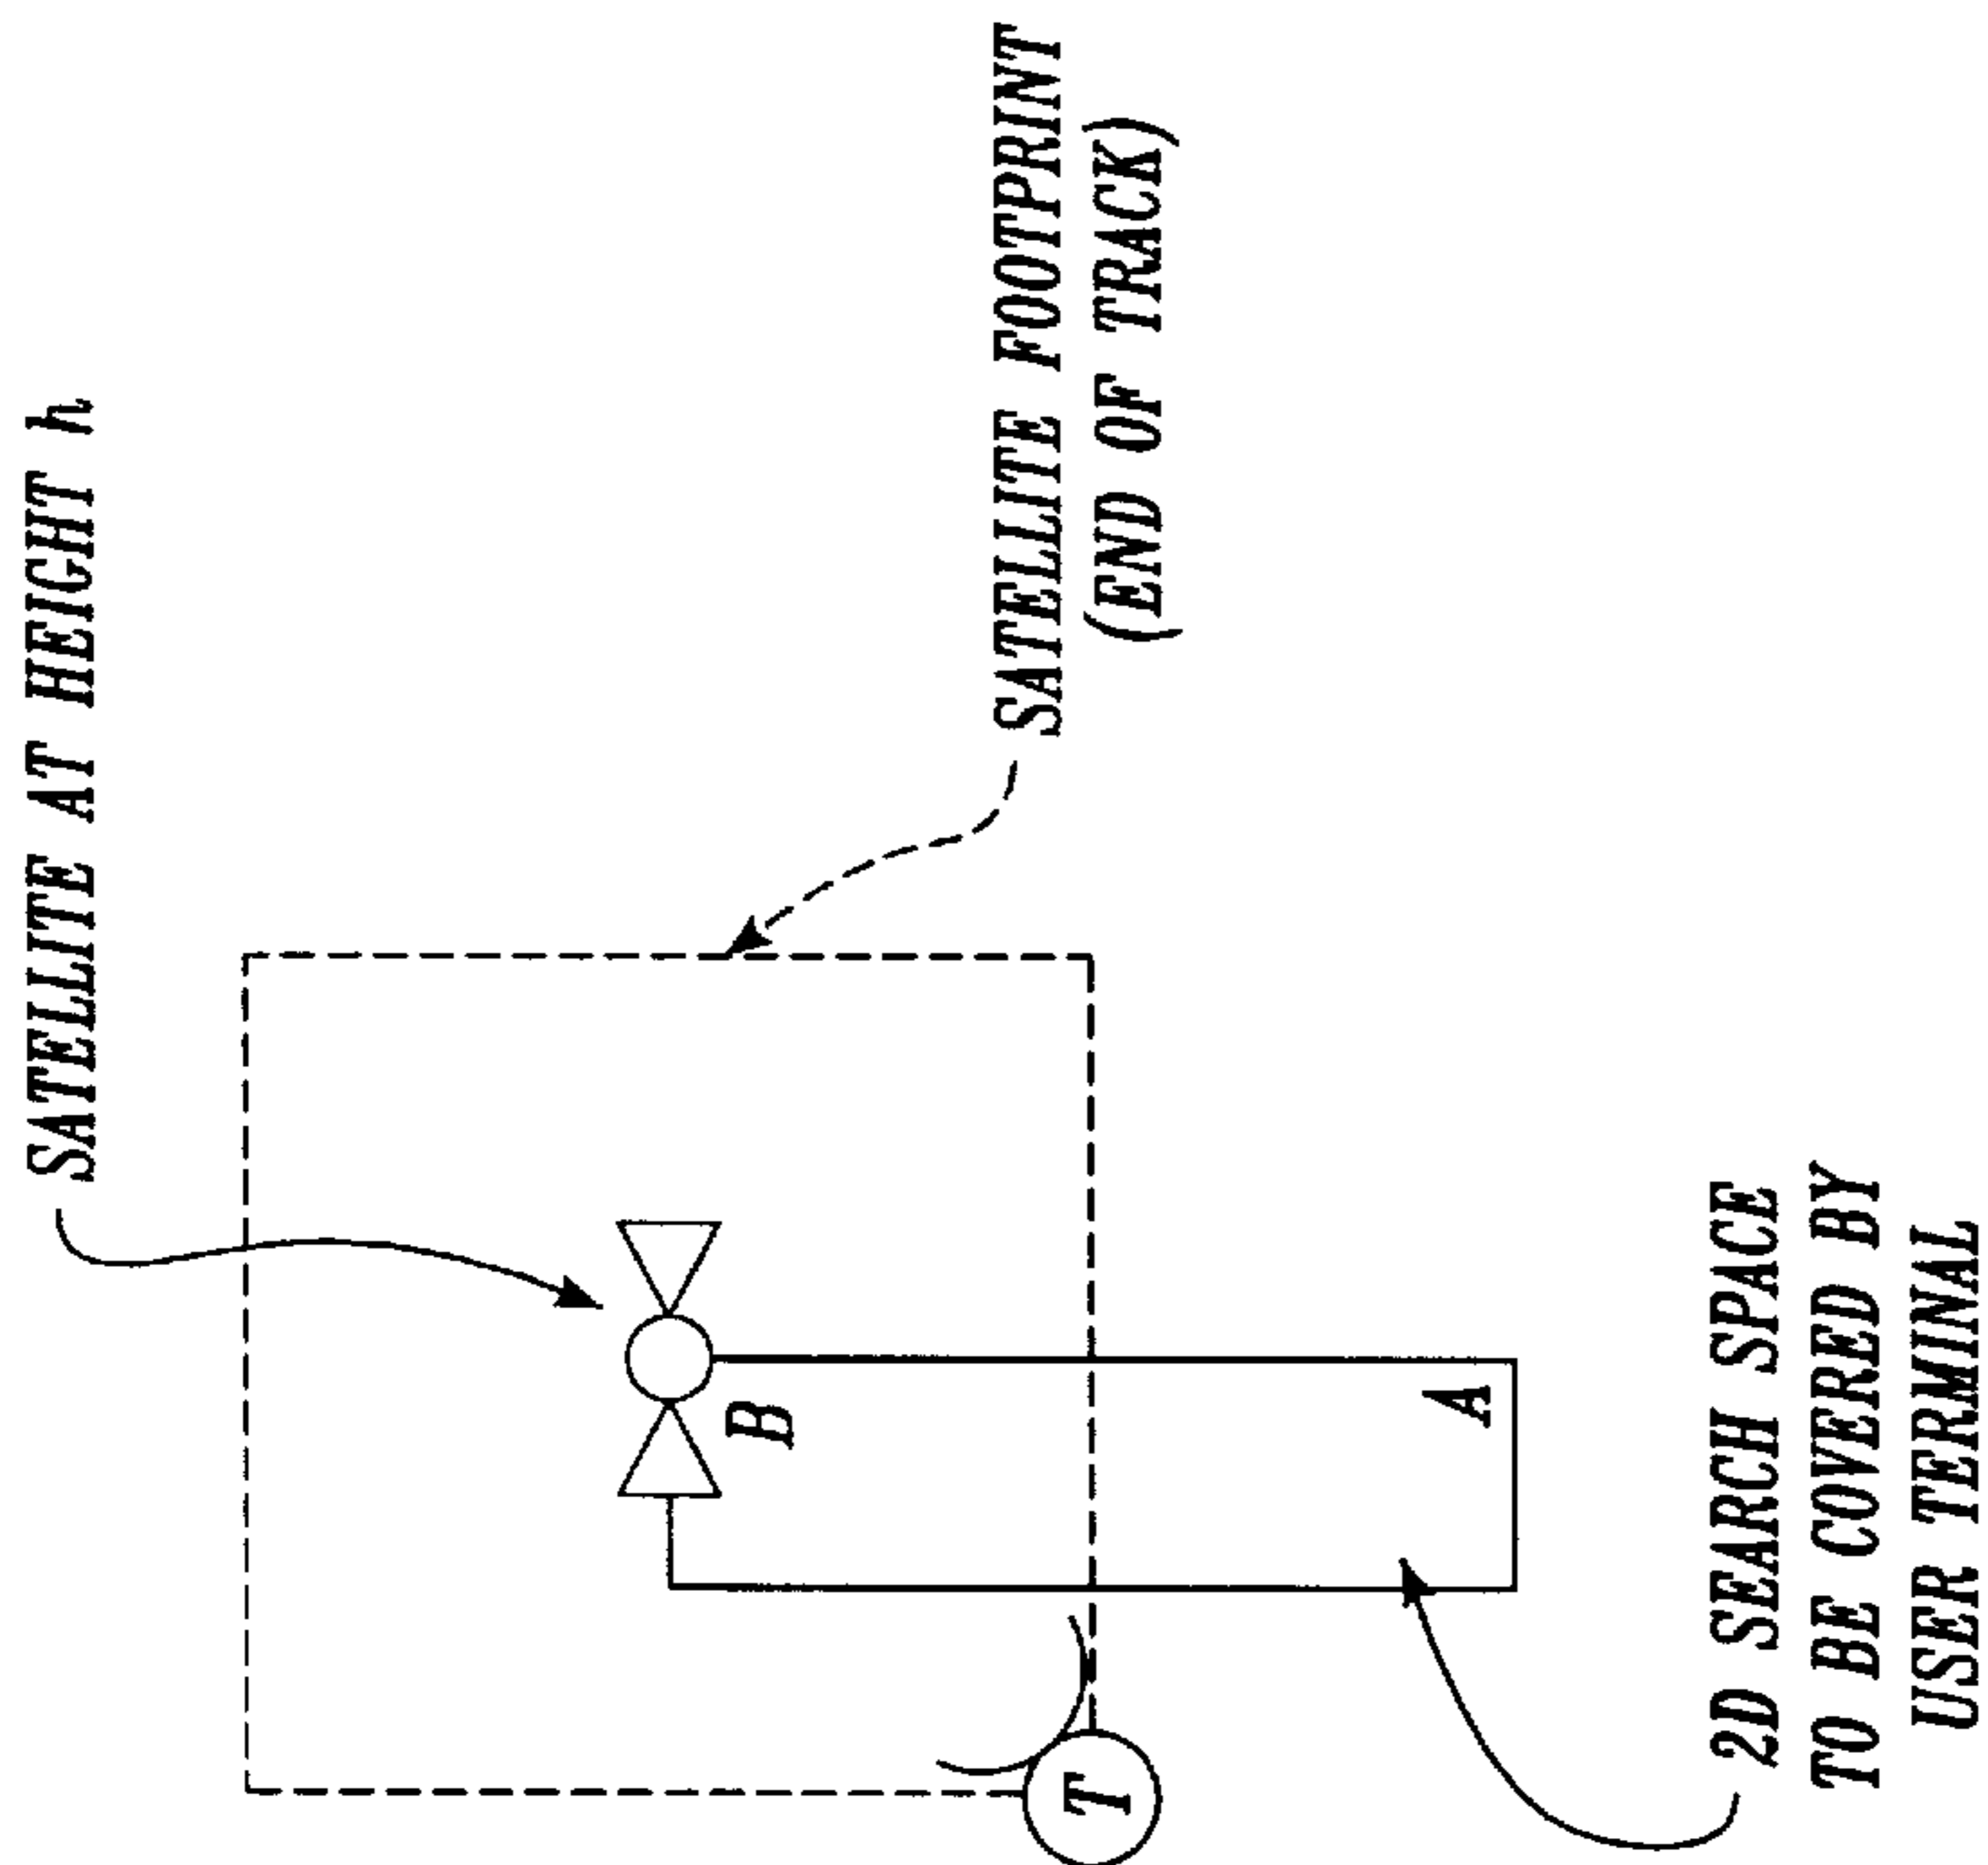 SATELLITE AT HEIGHT h
SATELLITE FOOTPRINT
(END OF TRACK)
B
A
T
2D SEARCH SPACE
TO BE COVERED BY
USER TERMINAL